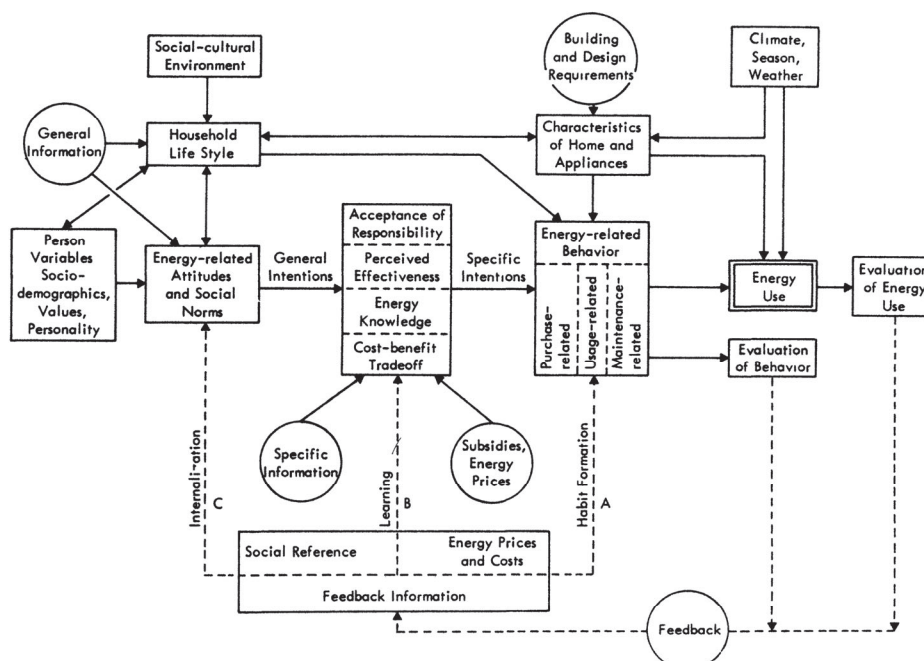 Social-cultural
Environment
Building
and Design
Requirements
Climate,
Season,
Weather
General
Information
Household
Life Style
Characteristics
of Home and
Appliances
Person
Variables
Socio-
demographics,
Values,
Personality
Energy-related
Attitudes
and Social
Norms
General
Intentions
Acceptance of
Responsibility
Perceived
Effectiveness
Energy
Knowledge
Cost-benefit
Tradeoff
Specific
Intentions
Energy-related
Behavior
Purchase-
related
Usage-related
Maintenance-
related
Energy
Use
Evaluation
of Energy
Use
Evaluation
of Behavior
Specific
Information
Subsidies,
Energy
Prices
Internalization
C
Learning
B
Habit Formation
A
Social Reference
Energy Prices
and Costs
Feedback Information
Feedback